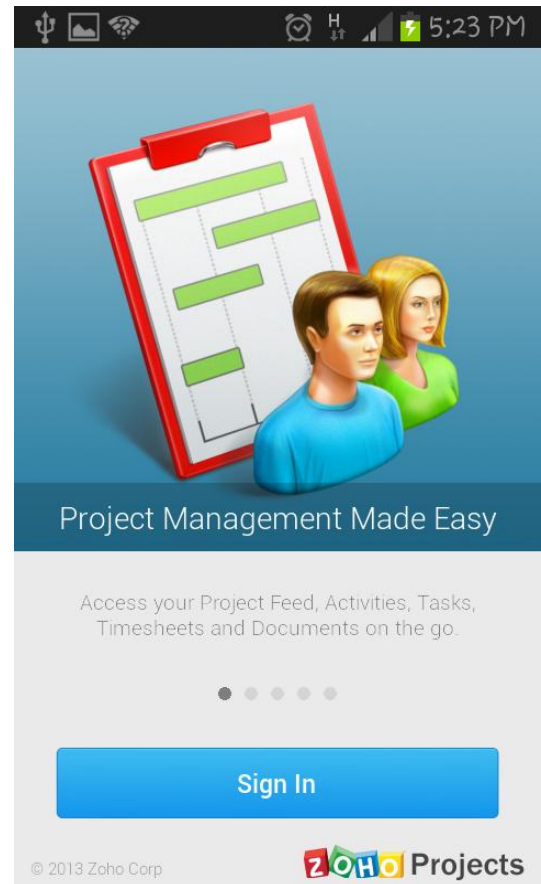 H 5:23 PM
Project Management Made Easy
Access your Project Feed, Activities, Tasks,
Timesheets and Documents on the go.
Sign In
© 2013 Zoho Corp
ZOHO Projects